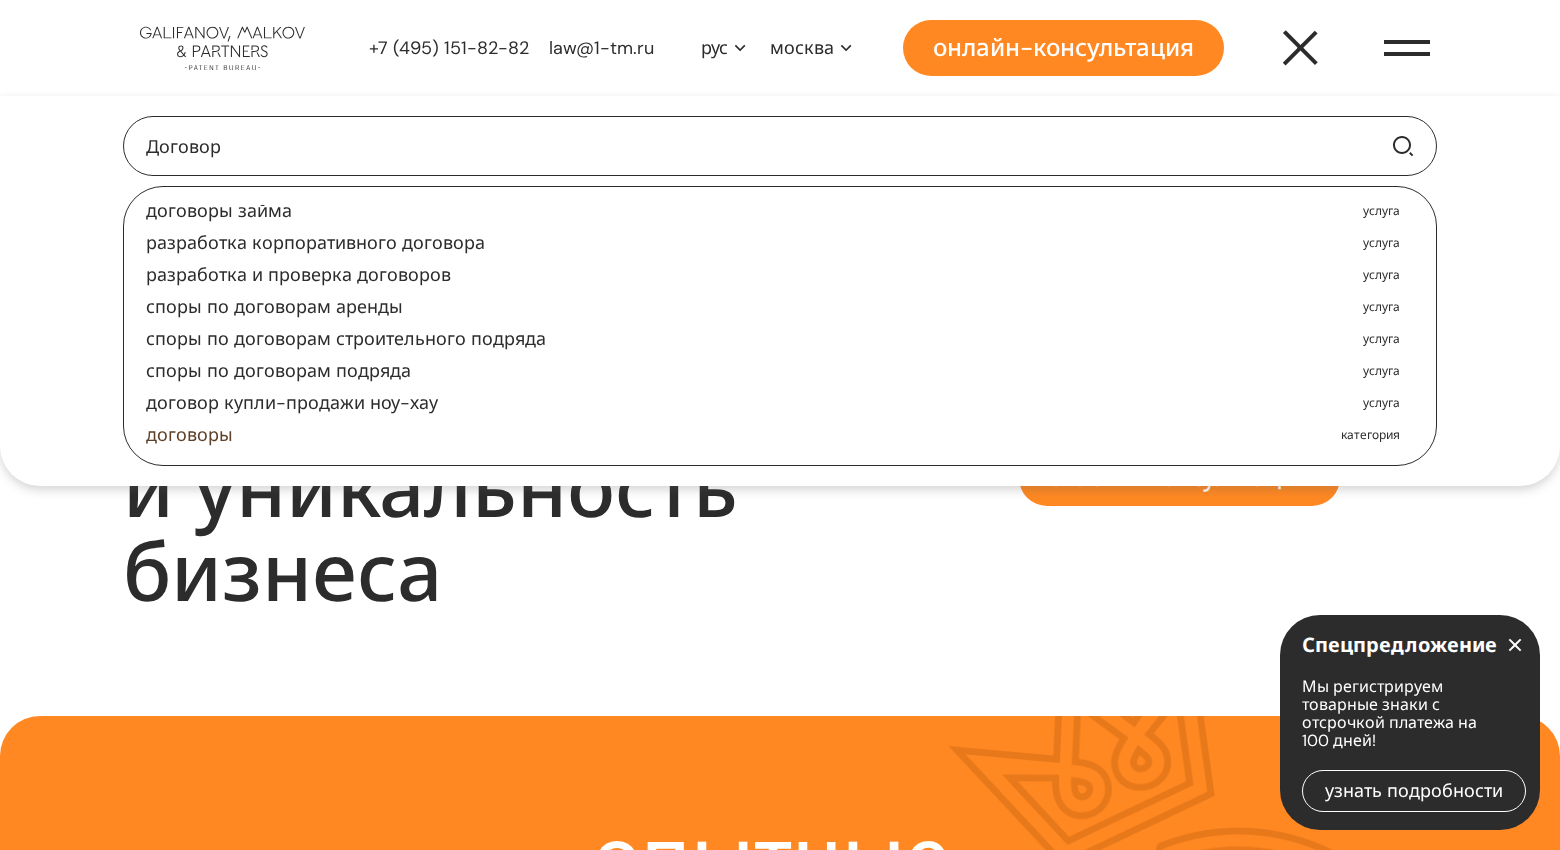 GALIFANOV, MALKOV
& PARTNERS
-PATENT BUREAU-
+7 (495) 151-82-82
law@1-tm.ru
рус
москва
онлайн-консультация
Договор
договоры займа услуга
разработка корпоративного договора услуга
разработка и проверка договоров услуга
споры по договорам аренды услуга
споры по договорам строительного подряда услуга
споры по договорам подряда услуга
договор купли-продажи ноу-хау услуга
договоры категория
и уникальность
бизнеса
Спецпредложение
Мы регистрируем
товарные знаки с
отсрочкой платежа на
100 дней!
узнать подробности
опытные